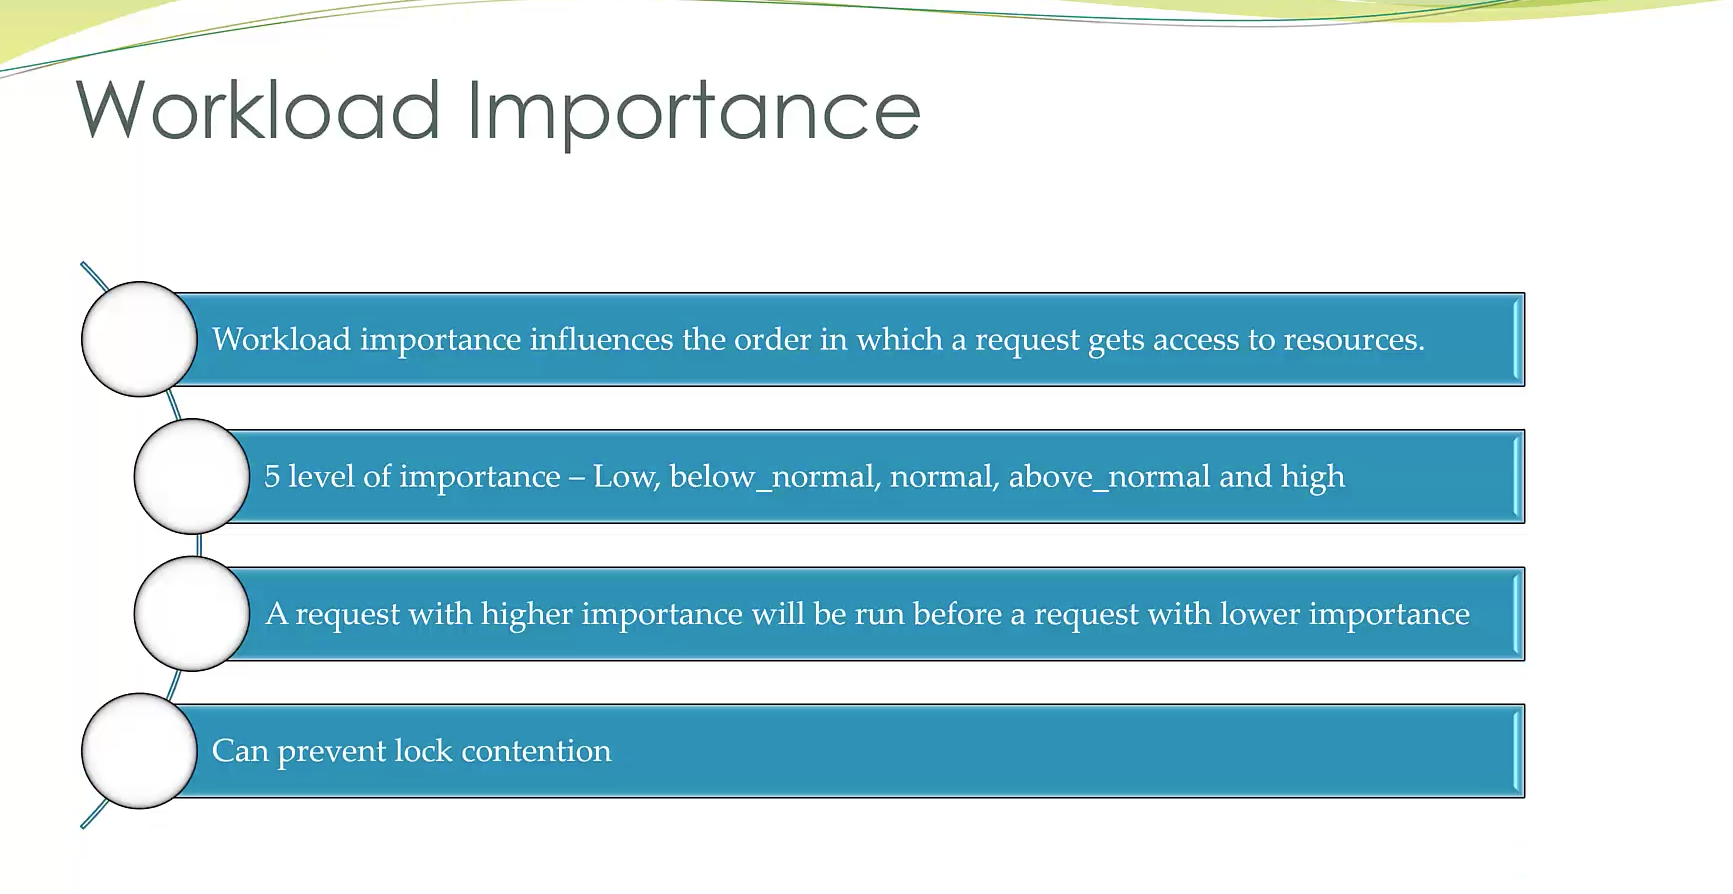 Workload Importance
Workload importance influences the order in which a request gets access to resources.
5 level of importance – Low, below_normal, normal, above_normal and high
A request with higher importance will be run before a request with lower importance
Can prevent lock contention